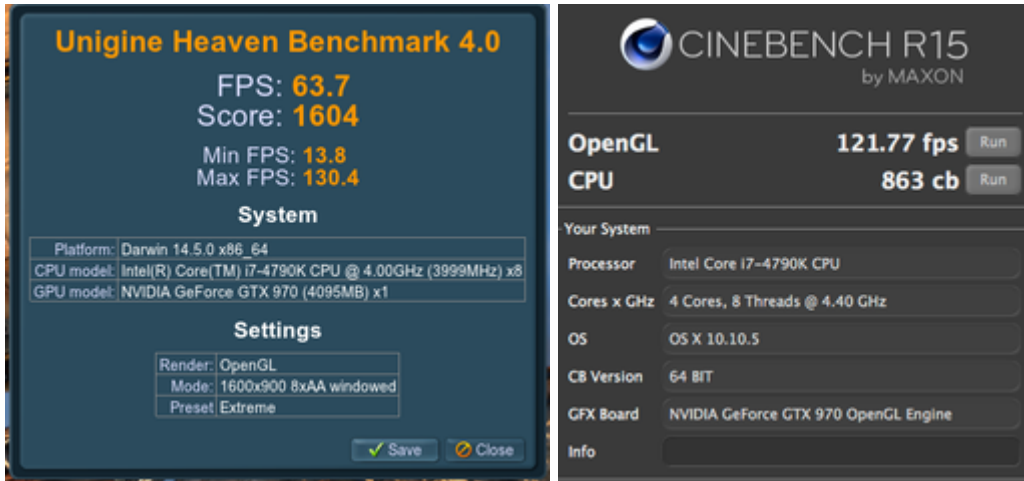 Unigine Heaven Benchmark 4.0
FPS: 63.7
Score: 1604
Min FPS: 13.8
Max FPS: 130.4
System
Platform: Darwin 14.5.0 x86_64
CPU model: Intel(R) Core(TM) i7-4790K CPU @ 4.00GHz (3999MHz) x8
GPU model: NVIDIA GeForce GTX 970 (4095MB) x1
Settings
Render: OpenGL
Mode: 1600x900 8xAA windowed
Preset Extreme
Save Close
CINEBENCH R15
by MAXON
OpenGL 121.77 fps Run
CPU 863 cb Run
Your System
Processor Intel Core i7-4790K CPU
Cores x GHz 4 Cores, 8 Threads @ 4.40 GHz
OS OS X 10.10.5
CB Version 64 BIT
GFX Board NVIDIA GeForce GTX 970 OpenGL Engine
Info